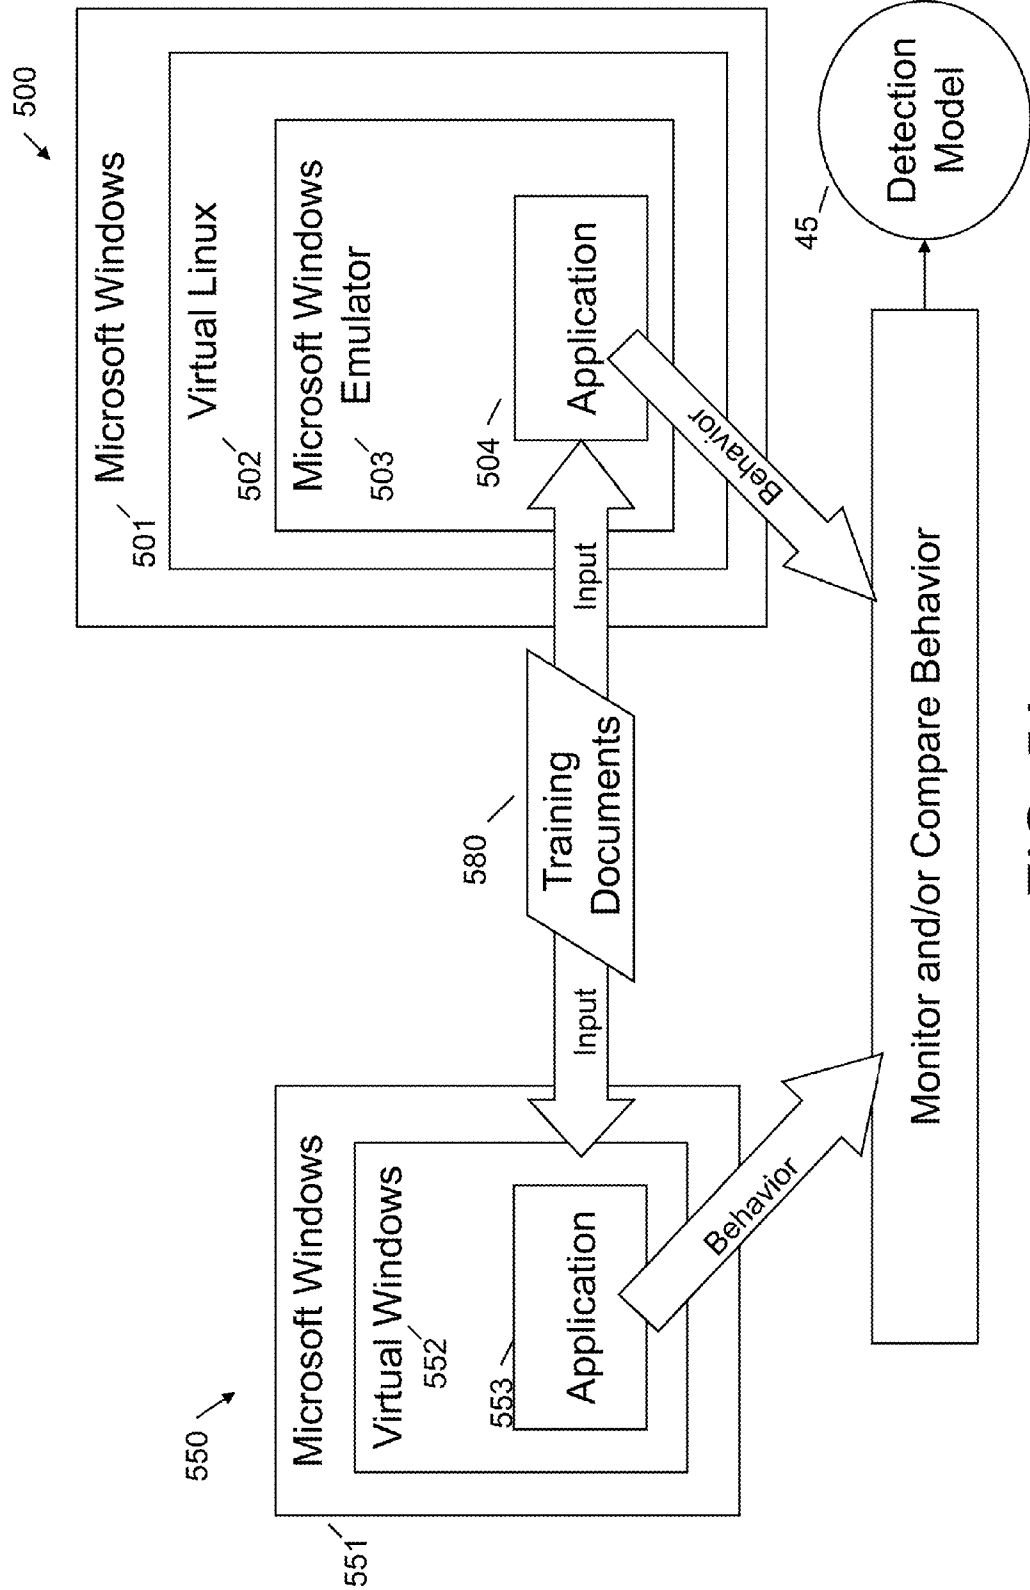 550
551
Microsoft Windows
Virtual Windows
552
553
Application
Behavior
Input
580
Training
Documents
Input
500
501
Microsoft Windows
502
Virtual Linux
503
Microsoft Windows
Emulator
504
Application
Behavior
Monitor and/or Compare Behavior
45
Detection
Model